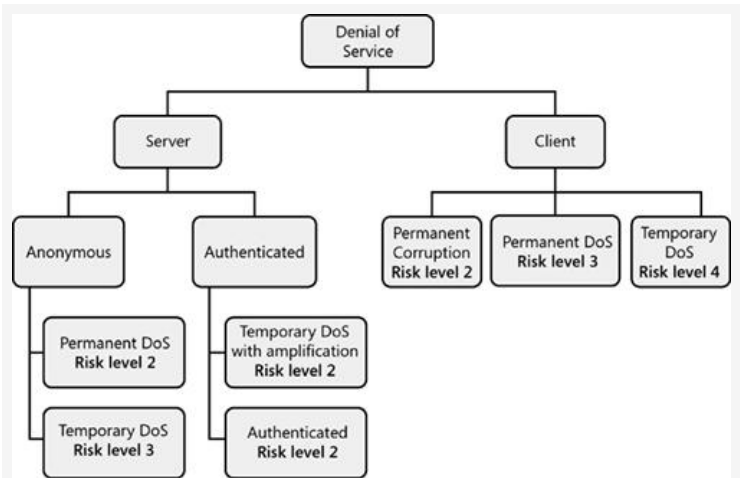 Denial of
Service
Server
Client
Anonymous
Authenticated
Permanent
Corruption
Risk level 2
Permanent DoS
Risk level 3
Temporary
DoS
Risk level 4
Permanent DoS
Risk level 2
Temporary DoS
with amplification
Risk level 2
Temporary DoS
Risk level 3
Authenticated
Risk level 2